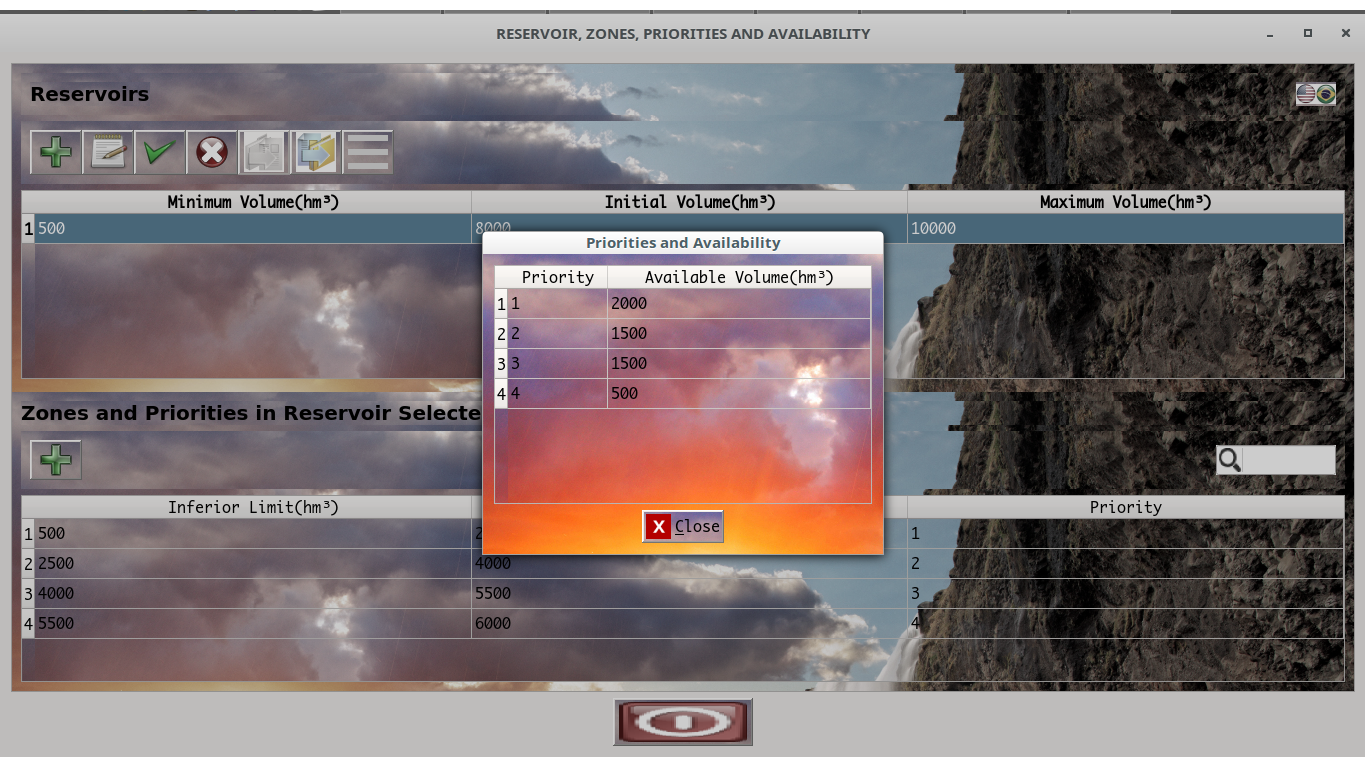 RESERVOIR, ZONES, PRIORITIES AND AVAILABILITY
Reservoirs
Minimum Volume(hm³) Initial Volume(hm³) Maximum Volume(hm³)
1 500 8000 10000
Priorities and Availability
Priority Available Volume(hm³)
1 1 2000
2 2 1500
3 3 1500
4 4 500
X Close
Zones and Priorities in Reservoir Selecte
Inferior Limit(hm³) Priority
1 500 2 1
2 2500 4000 2
3 4000 5500 3
4 5500 6000 4